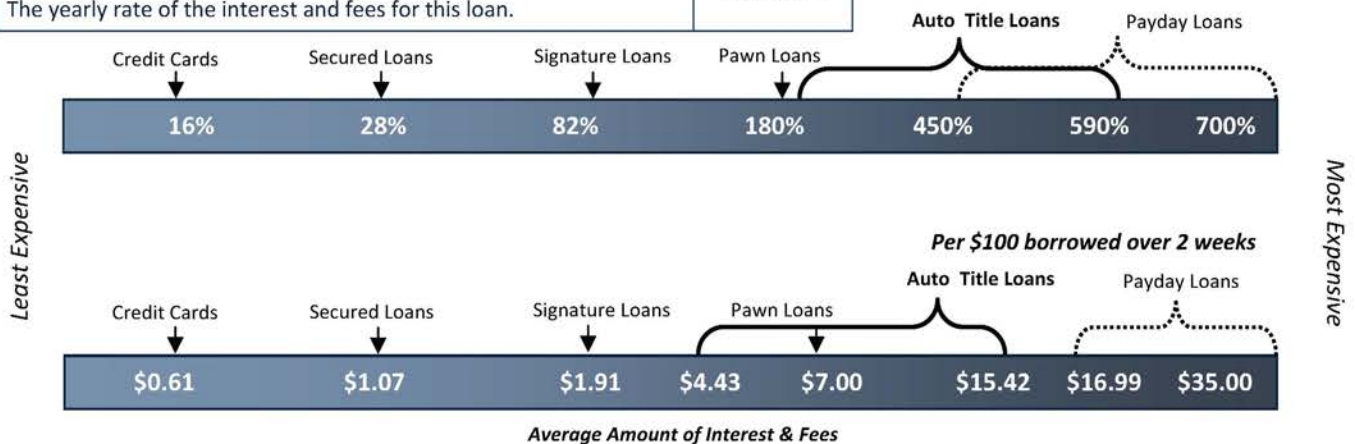 The yearly rate of the interest and fees for this loan.
Auto Title Loans Payday Loans
Credit Cards Secured Loans Signature Loans Pawn Loans
16% 28% 82% 180% 450% 590% 700%
Least Expensive
Most Expensive
Per $100 borrowed over 2 weeks
Auto Title Loans Payday Loans
Credit Cards Secured Loans Signature Loans Pawn Loans
$0.61 $1.07 $1.91 $4.43 $7.00 $15.42 $16.99 $35.00
Average Amount of Interest & Fees